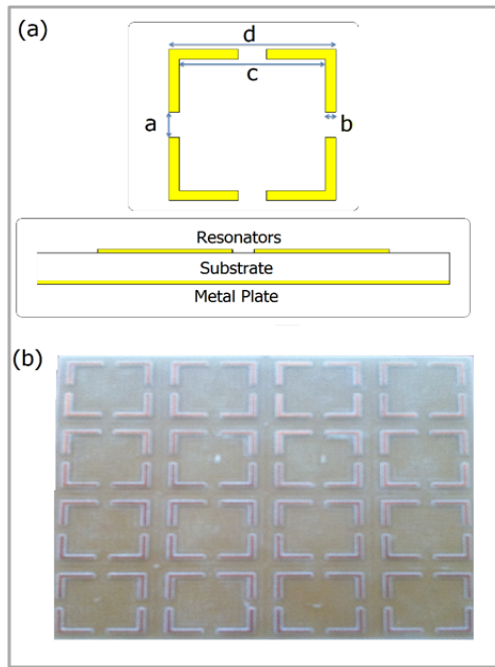 (a)
d
c
a
b
Resonators
Substrate
Metal Plate
(b)